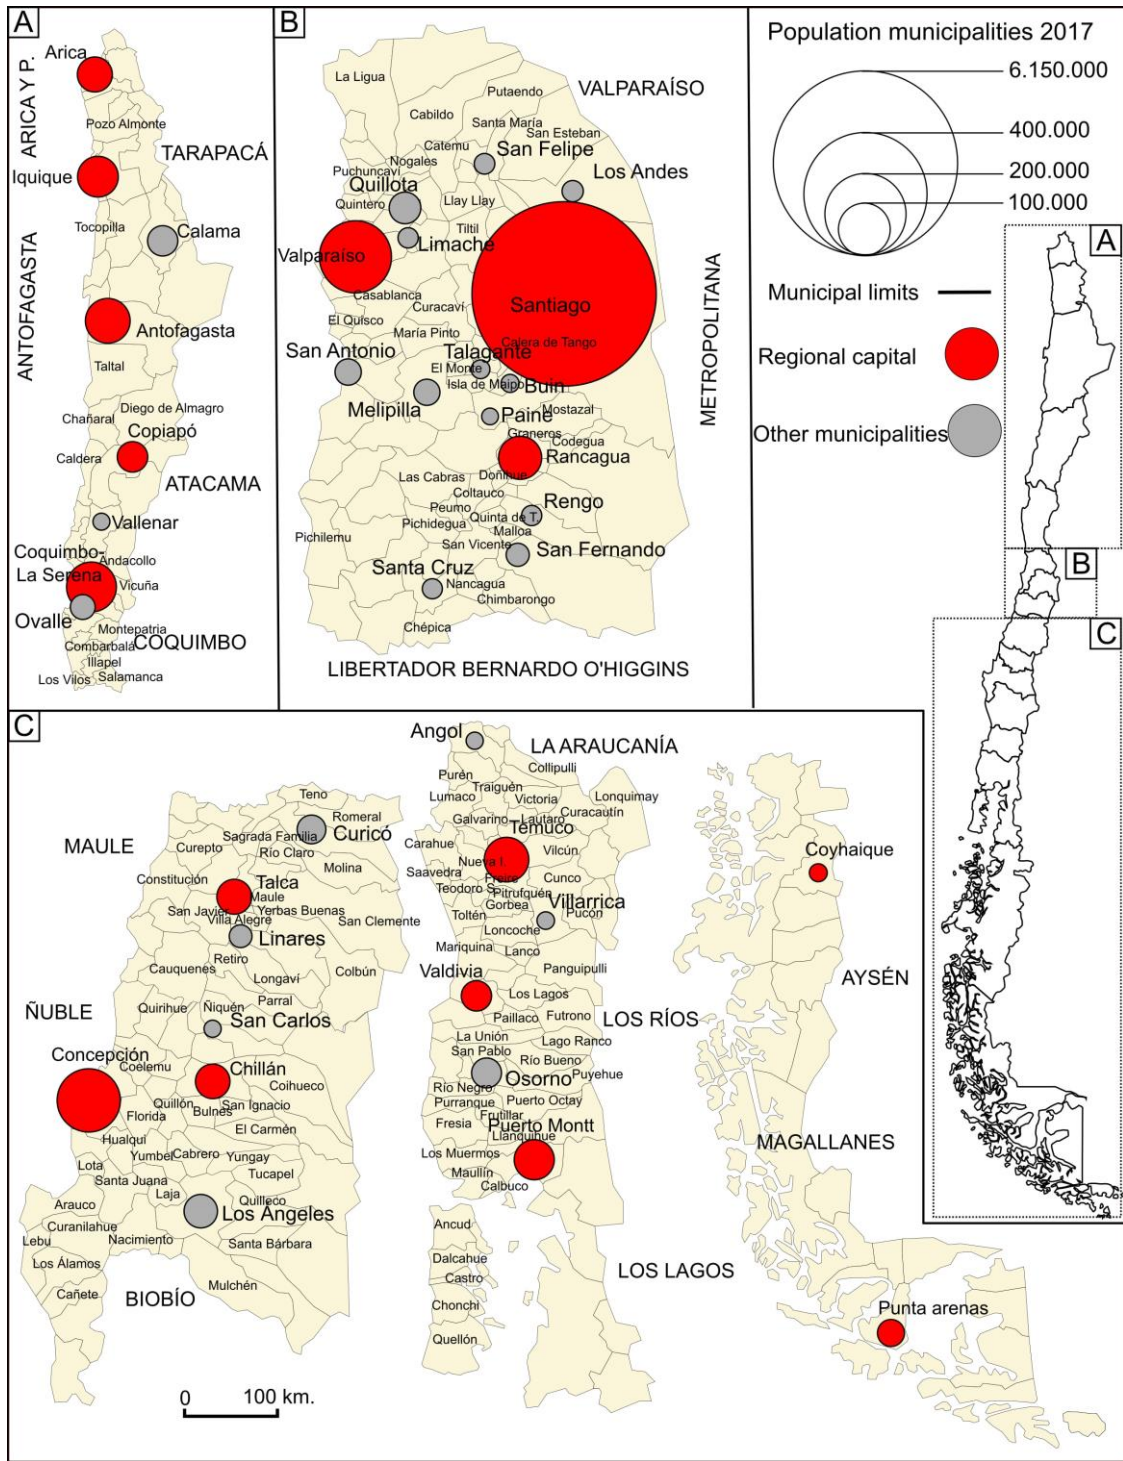 A
Arica
ARICA Y P.
Pozo Almonte
TARAPACÁ
Iquique
Tocopilla
Calama
ANTOFAGASTA
Antofagasta
Taltal
Diego de Almagro
Chañaral
Copiapó
Caldera
ATACAMA
Vallenar
Coquimbo-
La Serena
Andacollo
Vicuña
Ovalle
Montepatria
COQUIMBO
Combarbalá
Illapel
Los Vilos
Salamanca
B
La Ligua
Putaendo
VALPARAÍSO
Cabildo
Santa María
San Esteban
Catemu
San Felipe
Nogales
Puchuncaví
Los Andes
Quillota
Quintero
Llay Llay
Tiltil
Limache
Valparaíso
METROPOLITANA
Casablanca
Curacaví
Santiago
El Quisco
María Pinto
Calera de Tango
San Antonio
Talagante
El Monte
Isla de Maipo
Buin
Melipilla
Paine
Mostazal
Graneros
Codegua
Rancagua
Doñihue
Las Cabras
Coltauco
Peumo
Rengo
Pichidegua
Quinta de T.
Malloa
Pichilemu
San Vicente
San Fernando
Santa Cruz
Nancagua
Chimbarongo
Chépica
LIBERTADOR BERNARDO O'HIGGINS
Population municipalities 2017
6.150.000
400.000
200.000
100.000
Municipal limits
Regional capital
Other municipalities
A
B
C
C
Teno
Romeral
MAULE
Sagrada Familia
Curicó
Curepto
Río Claro
Molina
Constitución
Talca
Maule
San Javier
Yerbas Buenas
Villa Alegre
San Clemente
Linares
Retiro
Cauquenes
Longaví
Colbún
Parral
ÑUBLE
Quirihue
Ñiquén
San Carlos
Concepción
Coelemu
Chillán
Coihueco
Quillón
San Ignacio
Florida
Bulnes
El Carmén
Hualqui
Yumbel
Cabrero
Yungay
Lota
Tucapel
Santa Juana
Laja
Quilleco
Arauco
Los Ángeles
Curanilahue
Lebu
Nacimiento
Santa Bárbara
Los Álamos
Mulchén
Cañete
BIOBÍO
0
100 km.
Angol
LA ARAUCANÍA
Collipulli
Purén
Traiguén
Lumaco
Victoria
Lonquimay
Curacautín
Galvarino
Lautaro
Temuco
Carahue
Vilcún
Nueva I.
Saavedra
Freire
Cunco
Teodoro S.
Pitrufquén
Gorbea
Villarrica
Toltén
Pucón
Loncoche
Mariquina
Lanco
Panguipulli
Valdivia
Los Lagos
Paillaco
Futrono
LOS RÍOS
La Unión
Lago Ranco
San Pablo
Río Bueno
Osorno
Puyehue
Río Negro
Purranque
Puerto Octay
Frutillar
Fresia
Puerto Montt
Llanquihue
Los Muermos
Maullín
Calbuco
Ancud
Dalcahue
Castro
LOS LAGOS
Chonchi
Quellón
Coyhaique
AYSÉN
MAGALLANES
Punta arenas